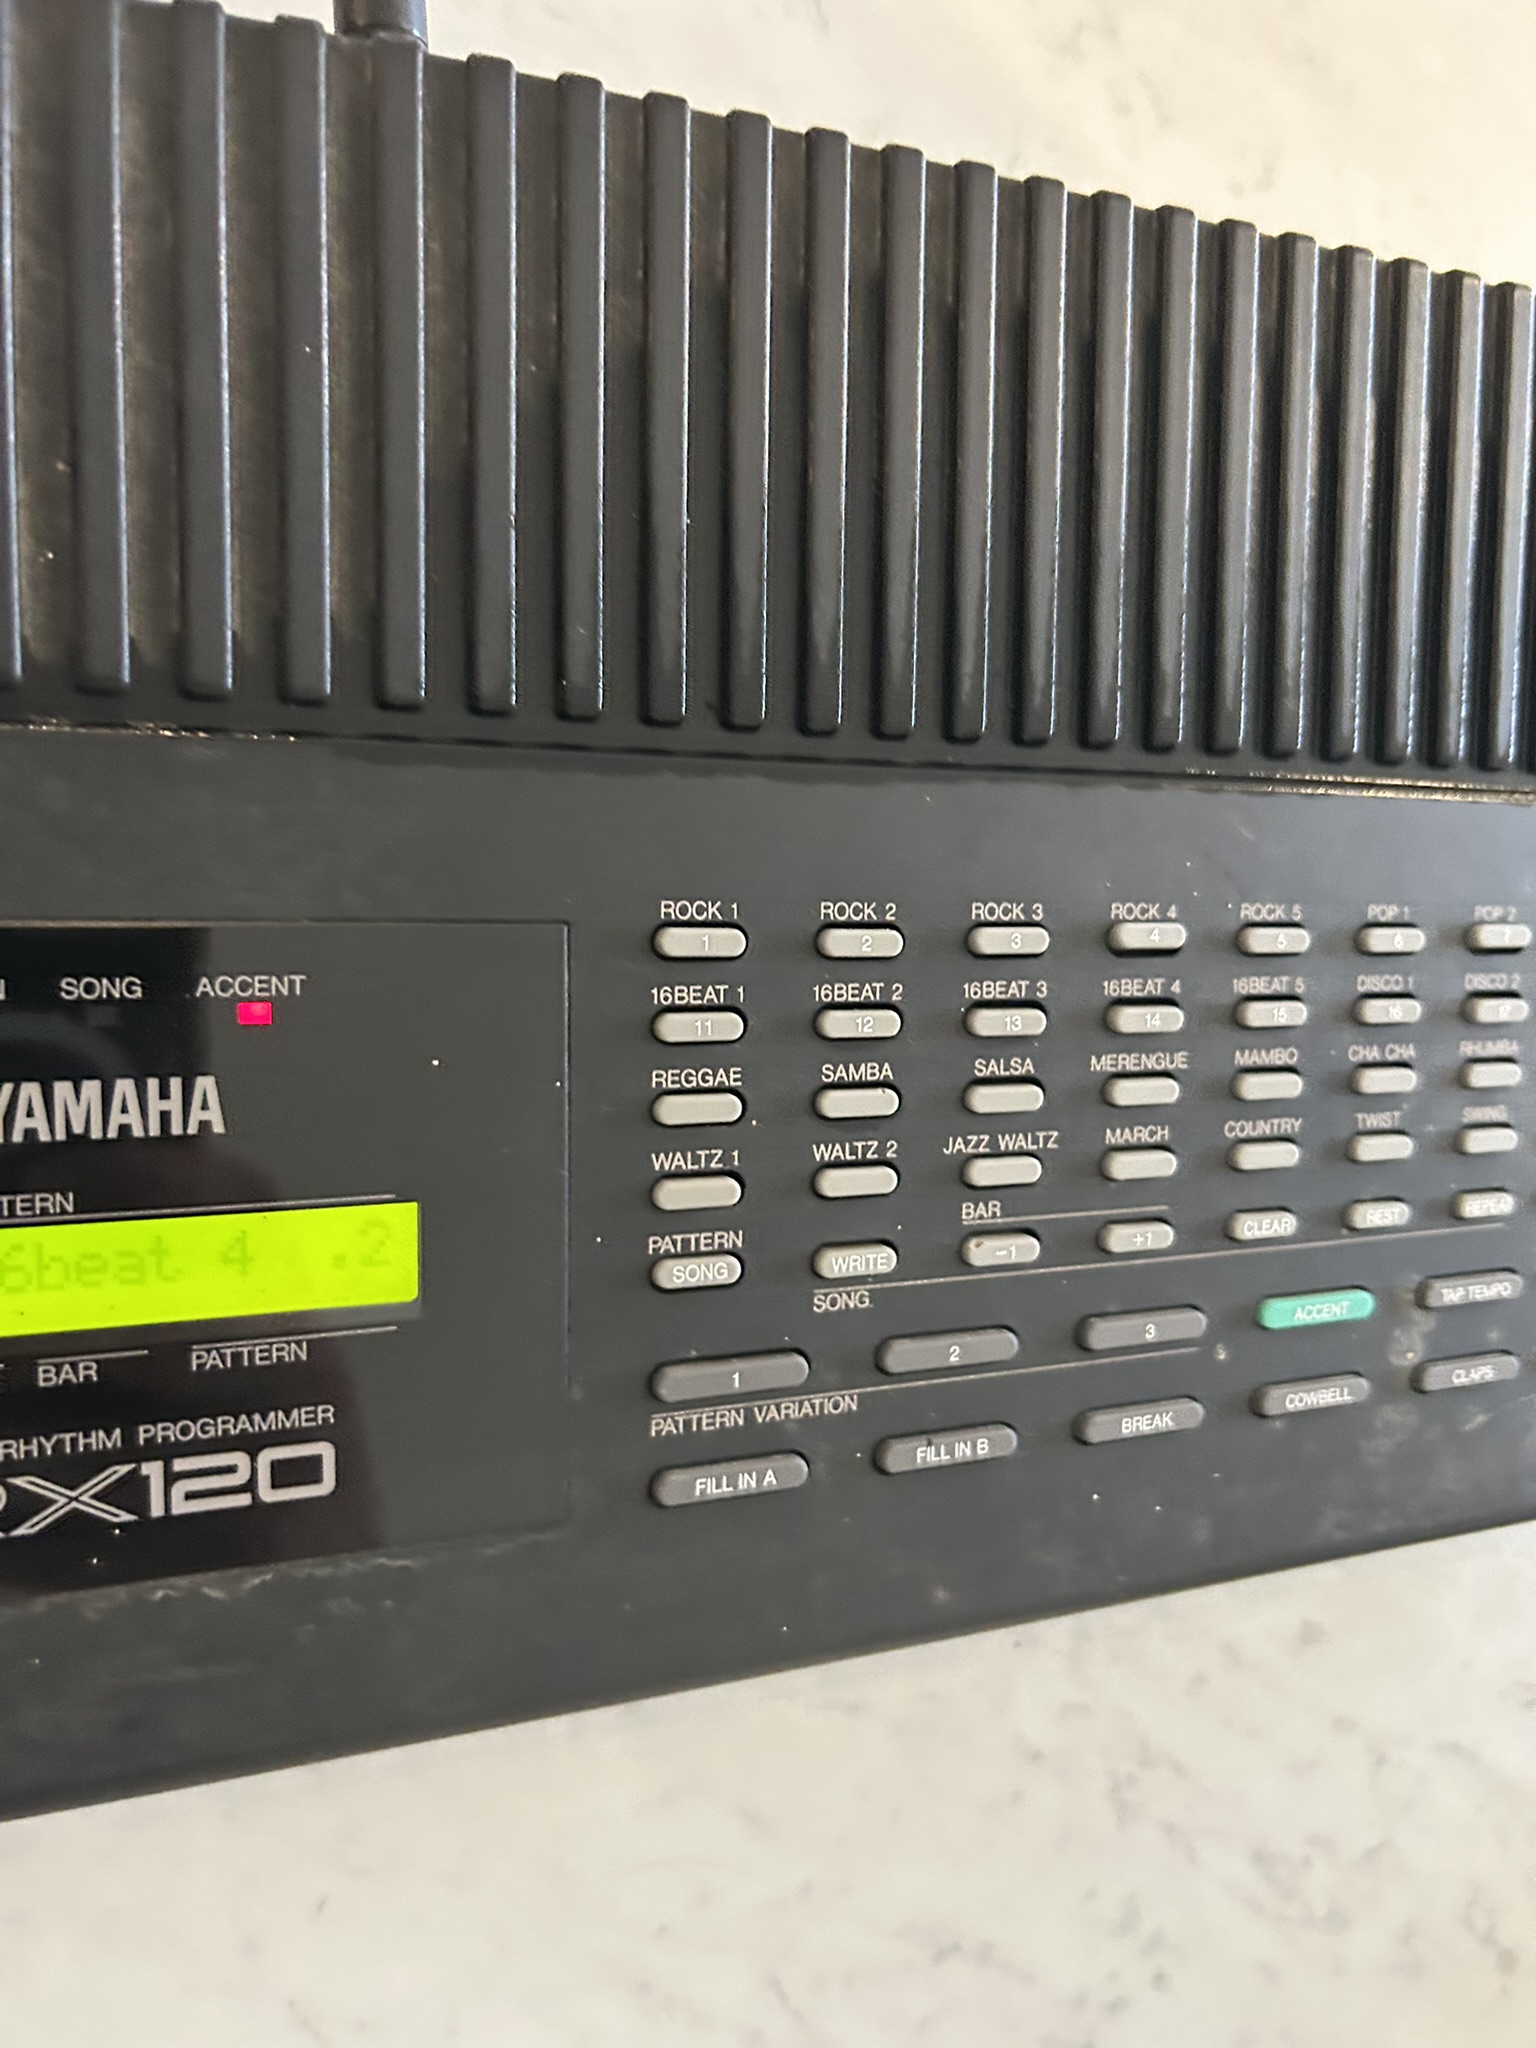 ROCK 1 ROCK 2 ROCK 3 ROCK 4 ROCK 5 POP 1 POP 2
1 2 3 4 5 6 7
SONG ACCENT
16BEAT 1 16BEAT 2 16BEAT 3 16BEAT 4 16BEAT 5 DISCO 1 DISCO 2
11 12 13 14 15 16 17
REGGAE SAMBA SALSA MERENGUE MAMBO CHA CHA RHUMBA
YAMAHA
WALTZ 1 WALTZ 2 JAZZ WALTZ MARCH COUNTRY TWIST SWING
TERN
6beat 4 .2
BAR
PATTERN
SONG WRITE -1 +1 CLEAR REST REPEAT
SONG
BAR PATTERN
1 2 3 ACCENT TAP TEMPO
PATTERN VARIATION
RHYTHM PROGRAMMER
RX120
FILL IN A FILL IN B BREAK COWBELL CLAPS